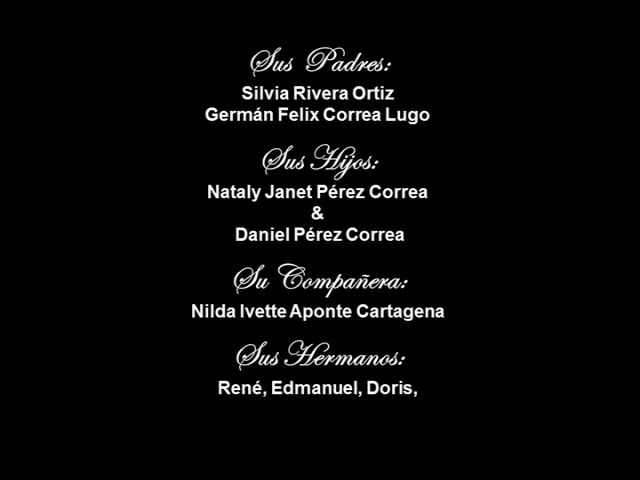 Sus Padres:
Silvia Rivera Ortiz
Germán Felix Correa Lugo
Sus Hijos:
Nataly Janet Pérez Correa
&
Daniel Pérez Correa
Su Compañera:
Nilda Ivette Aponte Cartagena
Sus Hermanos:
René, Edmanuel, Doris,